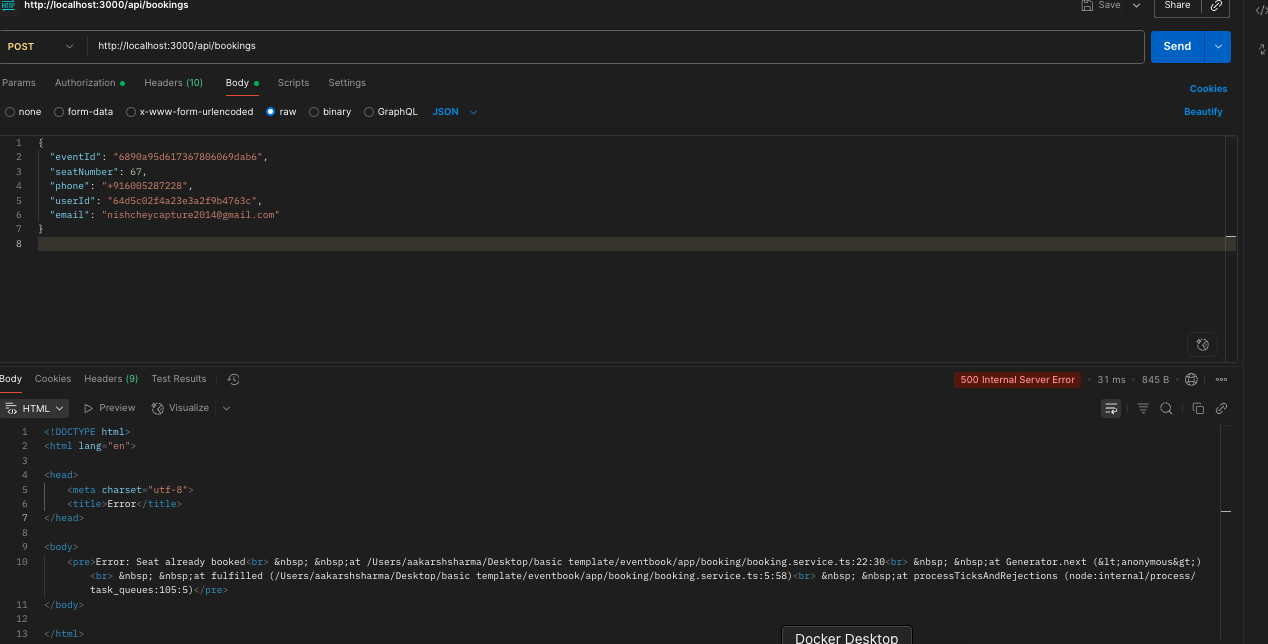 HTTP http://localhost:3000/api/bookings Save Share
POST http://localhost:3000/api/bookings Send
Params Authorization Headers (10) Body Scripts Settings Cookies
none form-data x-www-form-urlencoded raw binary GraphQL JSON Beautify
1 {
2 "eventId": "6890a95d617367806069dab6",
3 "seatNumber": 67,
4 "phone": "+916005287228",
5 "userId": "64d5c02f4a23e3a2f9b4763c",
6 "email": "nishcheycapture2014@gmail.com"
7 }
8
Body Cookies Headers (9) Test Results 500 Internal Server Error • 31 ms • 845 B •
HTML Preview Visualize
1 <!DOCTYPE html>
2 <html lang="en">
3
4 <head>
5 <meta charset="utf-8">
6 <title>Error</title>
7 </head>
8
9 <body>
10 <pre>Error: Seat already booked<br> &nbsp; &nbsp;at /Users/aakarshsharma/Desktop/basic template/eventbook/app/booking/booking.service.ts:22:30<br> &nbsp; &nbsp;at Generator.next (&lt;anonymous&gt;)
<br> &nbsp; &nbsp;at fulfilled (/Users/aakarshsharma/Desktop/basic template/eventbook/app/booking/booking.service.ts:5:58)<br> &nbsp; &nbsp;at processTicksAndRejections (node:internal/process/
task_queues:105:5)</pre>
11 </body>
12
13 </html>
Docker Desktop